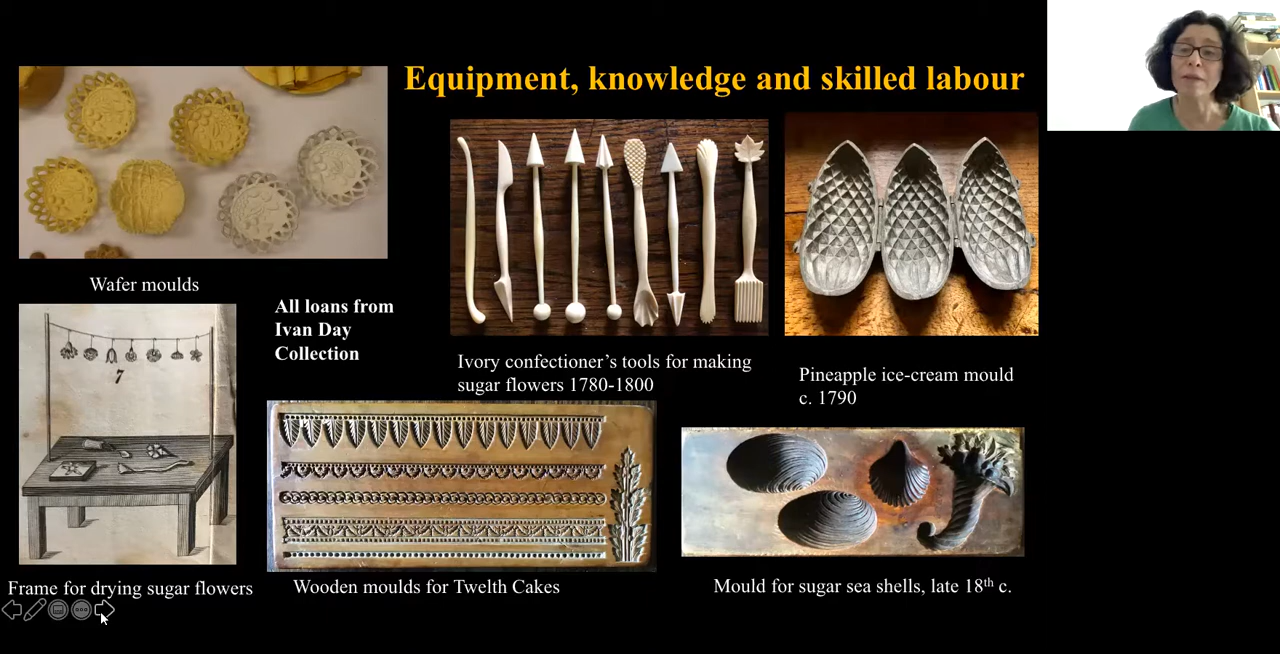 Equipment, knowledge and skilled labour
Wafer moulds
All loans from
Ivan Day
Collection
Ivory confectioner's tools for making
sugar flowers 1780-1800
Pineapple ice-cream mould
c. 1790
7
Frame for drying sugar flowers
Wooden moulds for Twelth Cakes
Mould for sugar sea shells, late 18th c.